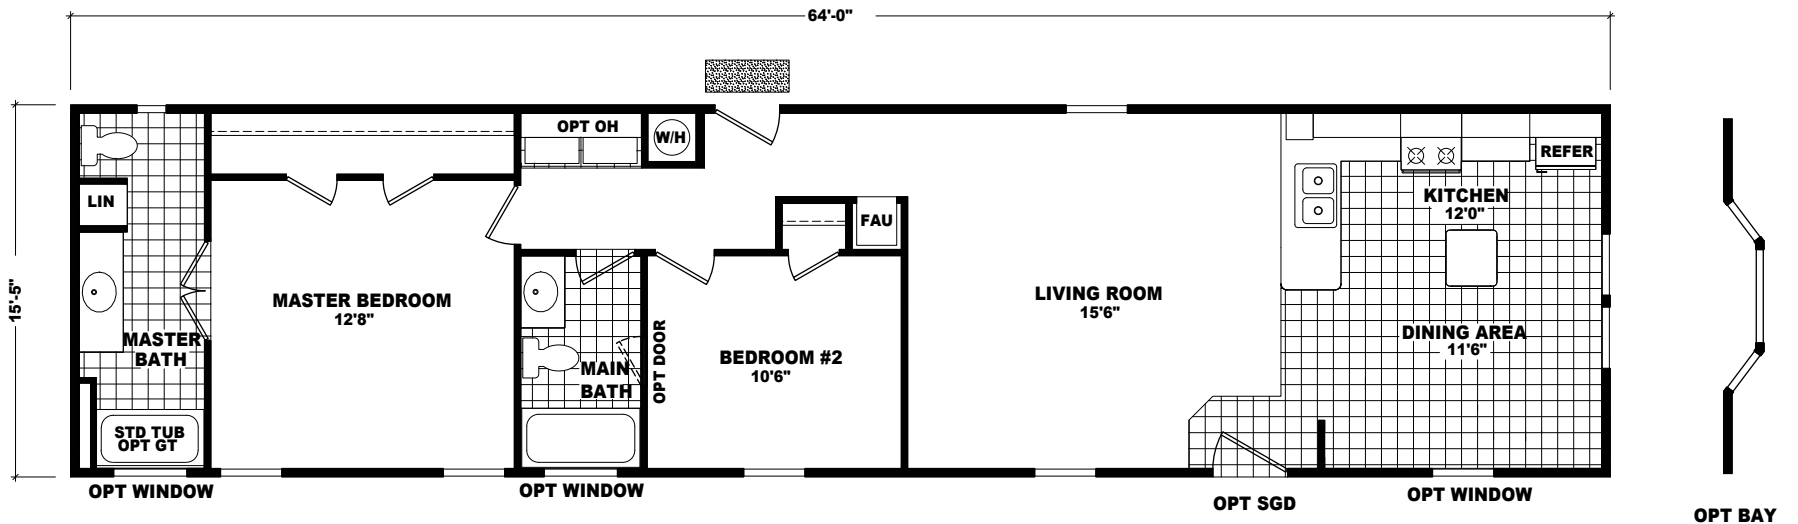 64'-0"
15'-5"
OPT OH
W/H
REFER
LIN
KITCHEN
12'0"
FAU
MASTER BEDROOM
12'8"
LIVING ROOM
15'6"
MASTER
BATH
DINING AREA
11'6"
OPT DOOR
BEDROOM #2
10'6"
MAIN
BATH
STD TUB
OPT GT
OPT WINDOW
OPT WINDOW
OPT SGD
OPT WINDOW
OPT BAY